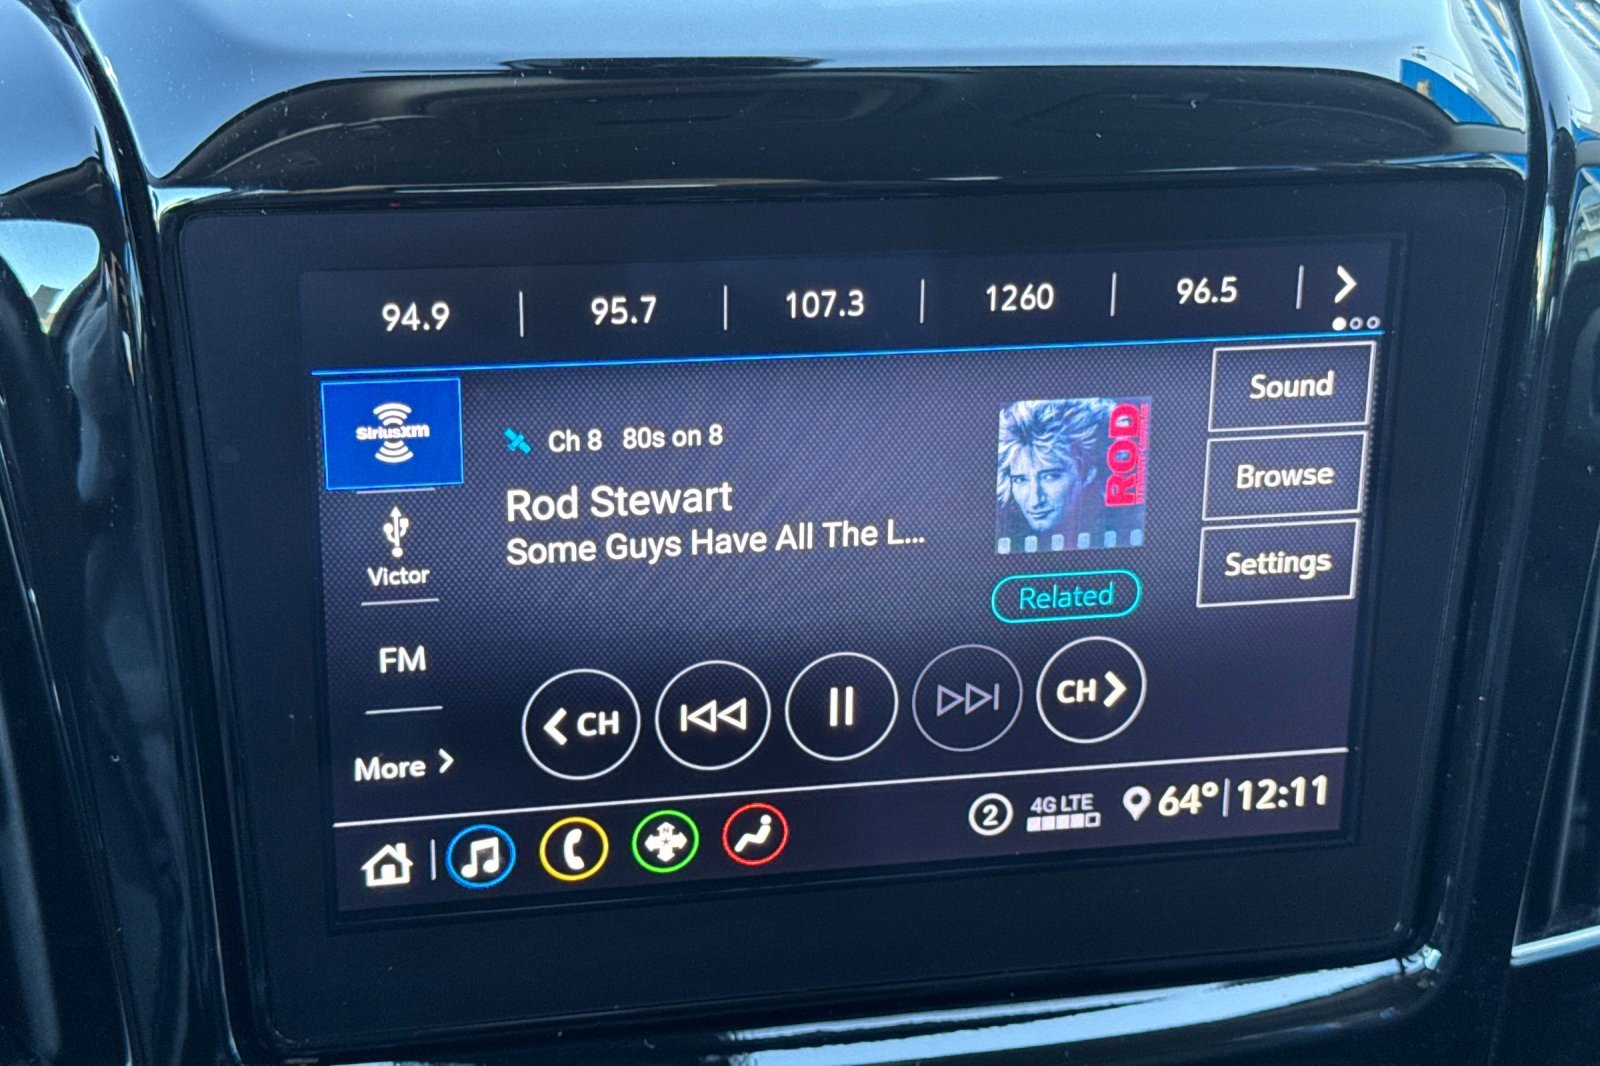 94.9 | 95.7 | 107.3 | 1260 | 96.5
SiriusXM
Ch 8 80s on 8
Rod Stewart
Some Guys Have All The L...
ROD
Related
Sound
Browse
Settings
Victor
FM
More
CH
CH
N
2
4G LTE
64° | 12:11